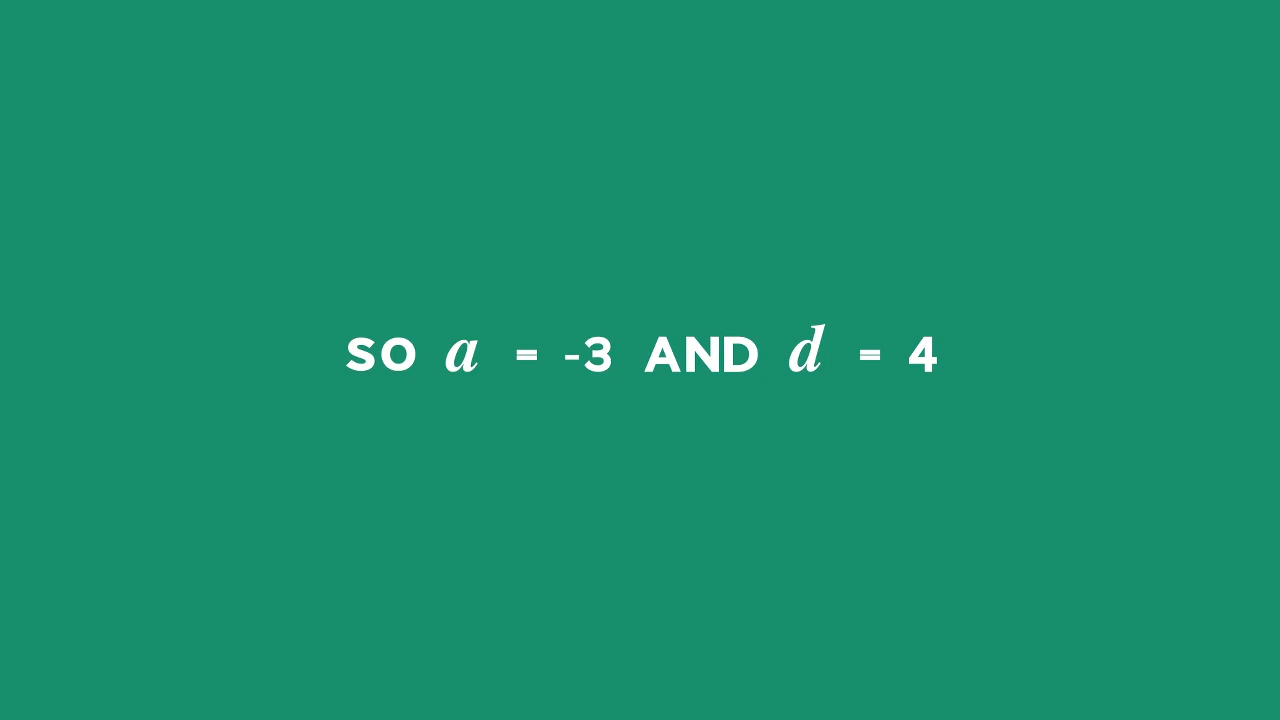 SO a = -3 AND d = 4